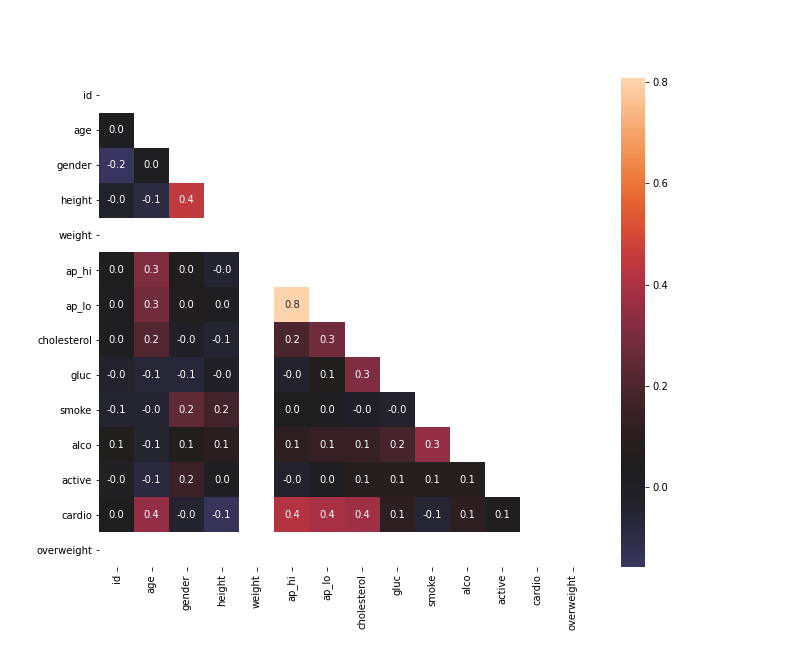 id
age 0.0
gender -0.2 0.0
height -0.0 -0.1 0.4
weight
ap_hi 0.0 0.3 0.0 -0.0
ap_lo 0.0 0.3 0.0 0.0 0.8
cholesterol 0.0 0.2 -0.0 -0.1 0.2 0.3
gluc -0.0 -0.1 -0.1 -0.0 -0.0 0.1 0.3
smoke -0.1 -0.0 0.2 0.2 0.0 0.0 -0.0 -0.0
alco 0.1 -0.1 0.1 0.1 0.1 0.1 0.1 0.2 0.3
active -0.0 -0.1 0.2 0.0 -0.0 0.0 0.1 0.1 0.1 0.1
cardio 0.0 0.4 -0.0 -0.1 0.4 0.4 0.4 0.1 -0.1 0.1 0.1
overweight
id age gender height weight ap_hi ap_lo cholesterol gluc smoke alco active cardio overweight
0.8
0.6
0.4
0.2
0.0